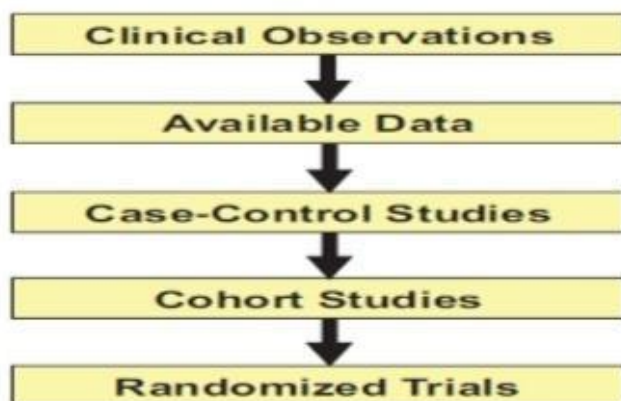 Clinical Observations
Available Data
Case-Control Studies
Cohort Studies
Randomized Trials